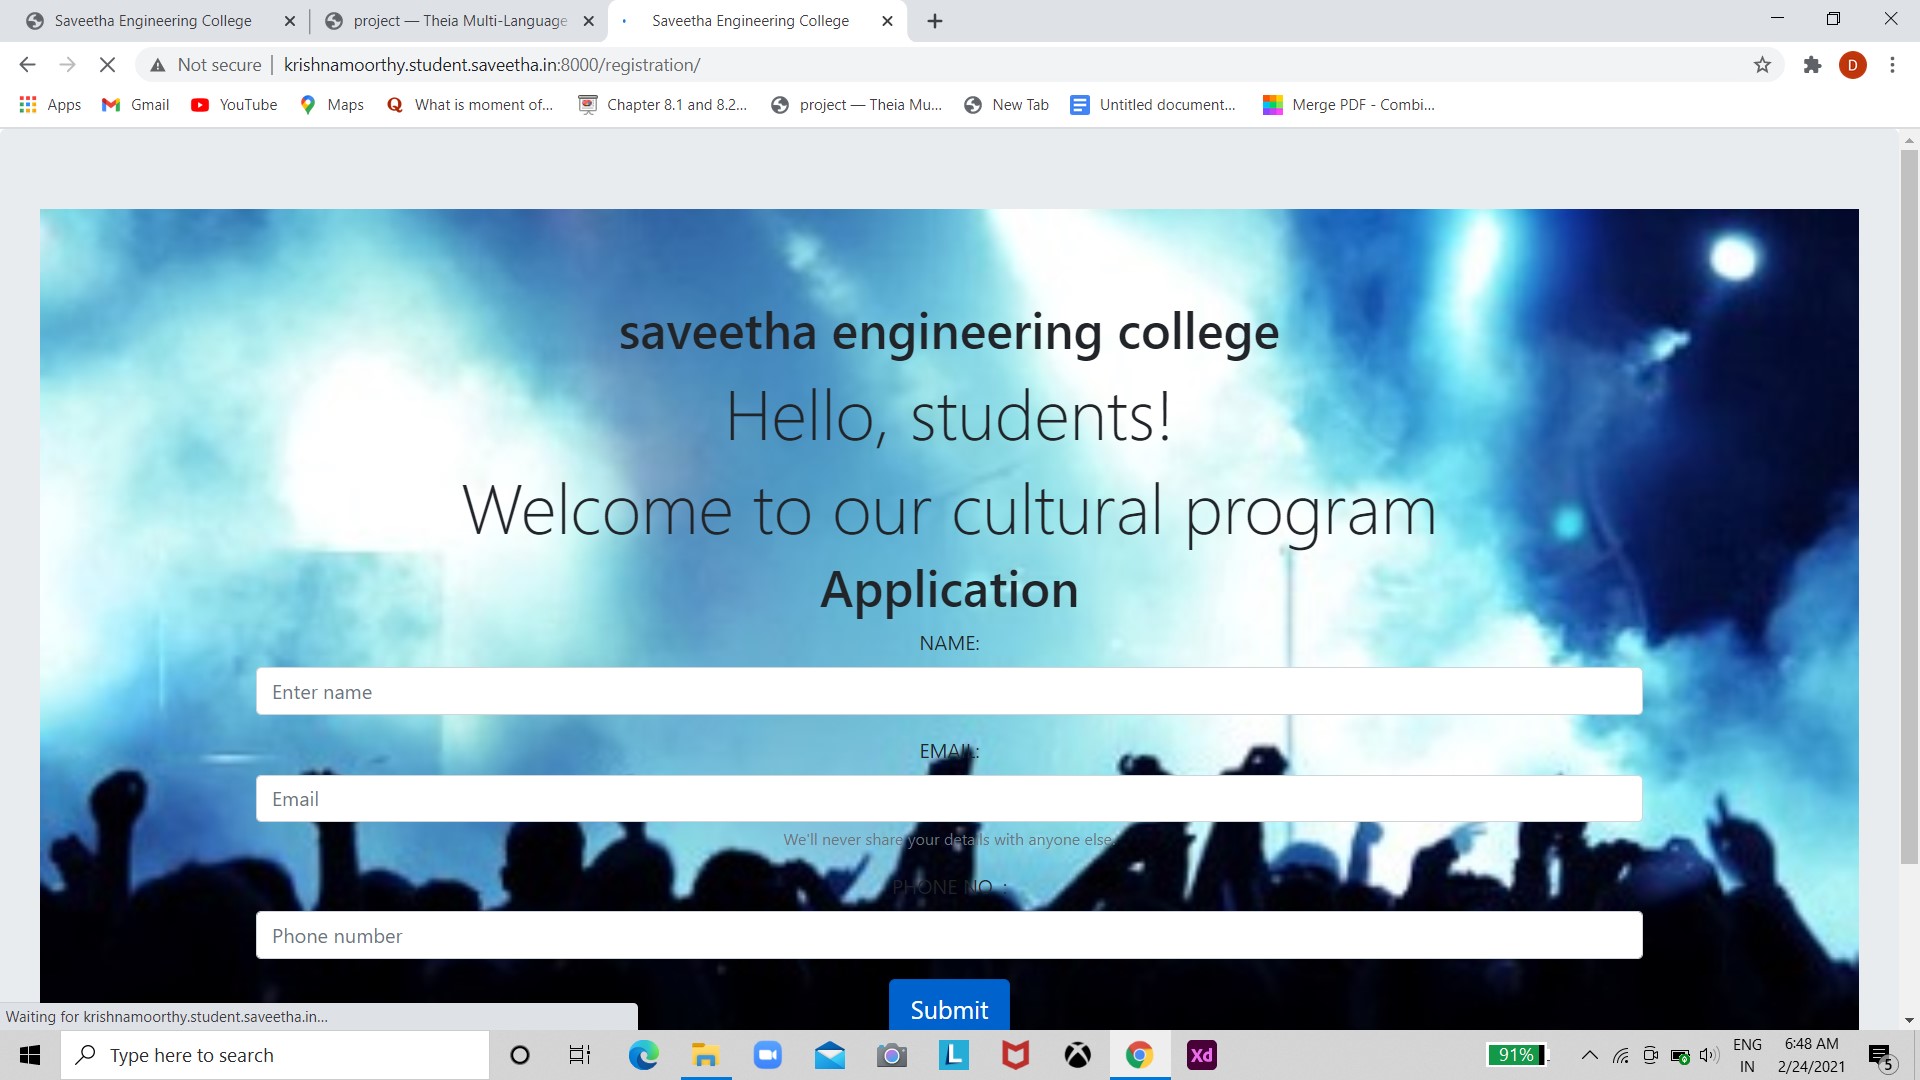 Saveetha Engineering College
project — Theia Multi-Language
Saveetha Engineering College
Not secure
krishnamoorthy.student.saveetha.in:8000/registration/
D
Apps
Gmail
YouTube
Maps
What is moment of...
Chapter 8.1 and 8.2...
project — Theia Mu...
New Tab
Untitled document...
Merge PDF - Combi...
saveetha engineering college
Hello, students!
Welcome to our cultural program
Application
NAME:
Enter name
EMAIL:
Email
We'll never share your details with anyone else.
PHONE NO. :
Phone number
Submit
Waiting for krishnamoorthy.student.saveetha.in...
Type here to search
L
Xd
91%
ENG
IN
6:48 AM
2/24/2021
5